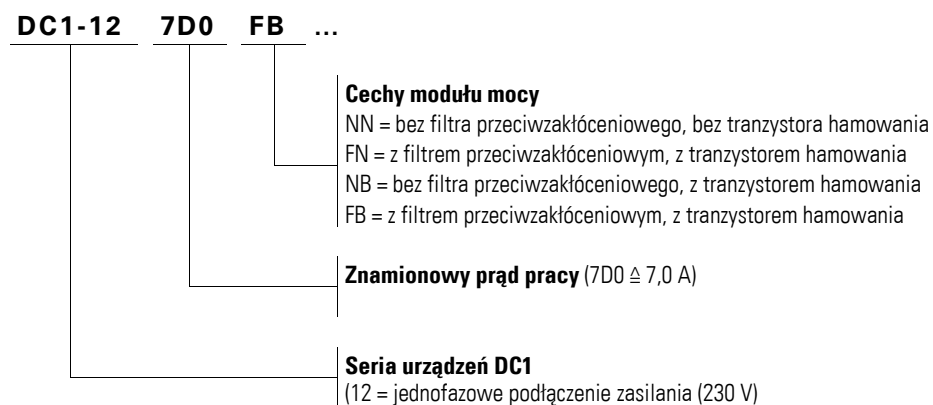 DC1-12 7D0 FB ...
Cechy modułu mocy
NN = bez filtra przeciwzakłóceniowego, bez tranzystora hamowania
FN = z filtrem przeciwzakłóceniowym, z tranzystorem hamowania
NB = bez filtra przeciwzakłóceniowego, z tranzystorem hamowania
FB = z filtrem przeciwzakłóceniowym, z tranzystorem hamowania
Znamionowy prąd pracy (7D0 ≙ 7,0 A)
Seria urządzeń DC1
(12 = jednofazowe podłączenie zasilania (230 V)